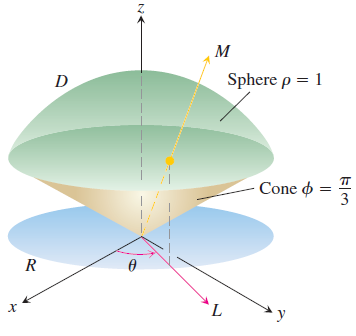 z
M
D
Sphere ρ = 1
Cone ϕ = π/3
R
θ
L
x
y